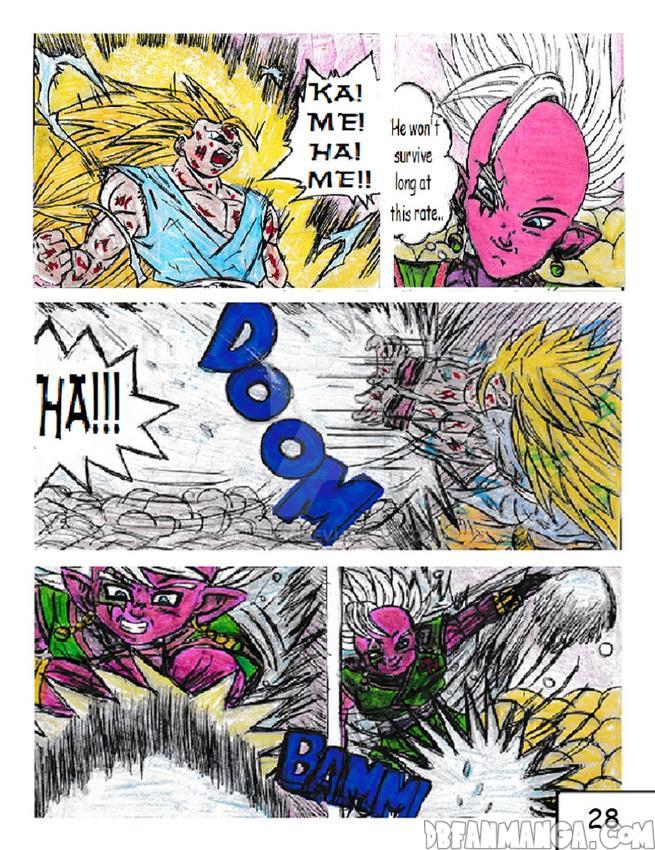 KA!
ME!
HA!
ME!!
He won't
survive
long at
this rate..
HA!!!
DOOM
BAMM!
28
DBFANMANGA.COM